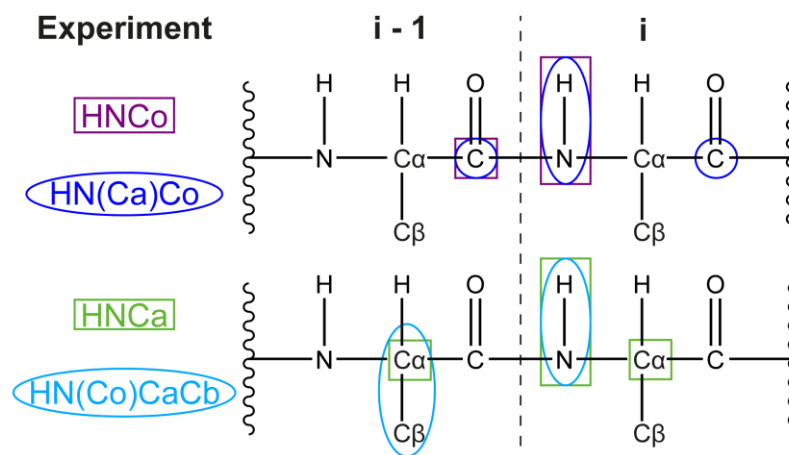 Experiment i - 1 i
H H O H H O
HNCo
N Cα C N Cα C
HN(Ca)Co
Cβ Cβ
H H O H H O
HNCa
N Cα C N Cα C
HN(Co)CaCb
Cβ Cβ